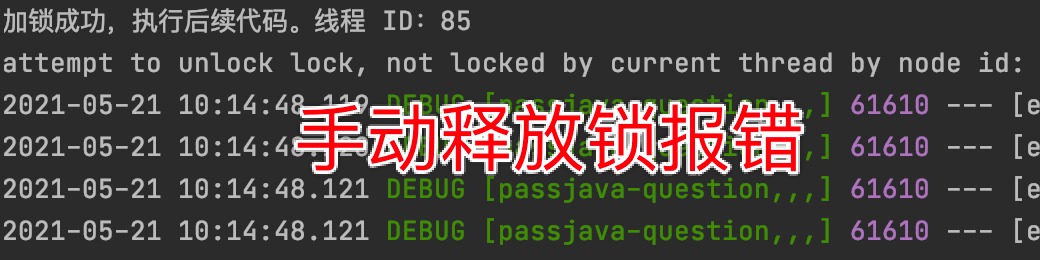 加锁成功，执行后续代码。线程 ID: 85
attempt to unlock lock, not locked by current thread by node id:
2021-05-21 10:14:48.119 DEBUG [passjava-question,,,] 61610 --- [e
2021-05-21 10:14:48. DEBUG [passjava-question,,,] 61610 --- [e
手动释放锁报错
2021-05-21 10:14:48.121 DEBUG [passjava-question,,,] 61610 --- [e
2021-05-21 10:14:48.121 DEBUG [passjava-question,,,] 61610 --- [e